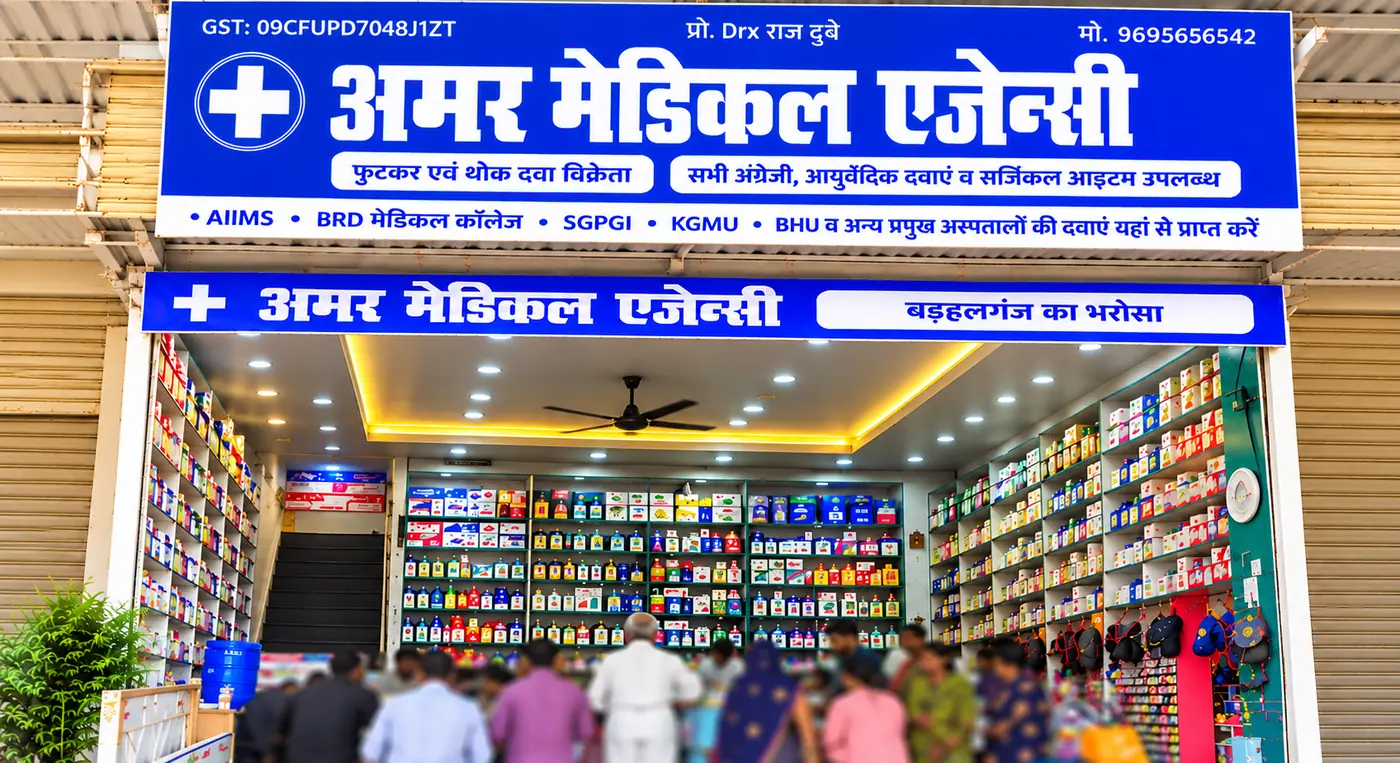 GST: 09CFUPD7048J1ZT
प्रो. Drx राज दुबे
मो. 9695656542
अमर मेडिकल एजेन्सी
फुटकर एवं थोक दवा विक्रेता
सभी अंग्रेजी, आयुर्वेदिक दवाएं व सर्जिकल आइटम उपलब्ध
• AIIMS • BRD मेडिकल कॉलेज • SGPGI • KGMU • BHU व अन्य प्रमुख अस्पतालों की दवाएं यहां से प्राप्त करें
अमर मेडिकल एजेन्सी
बड़हलगंज का भरोसा